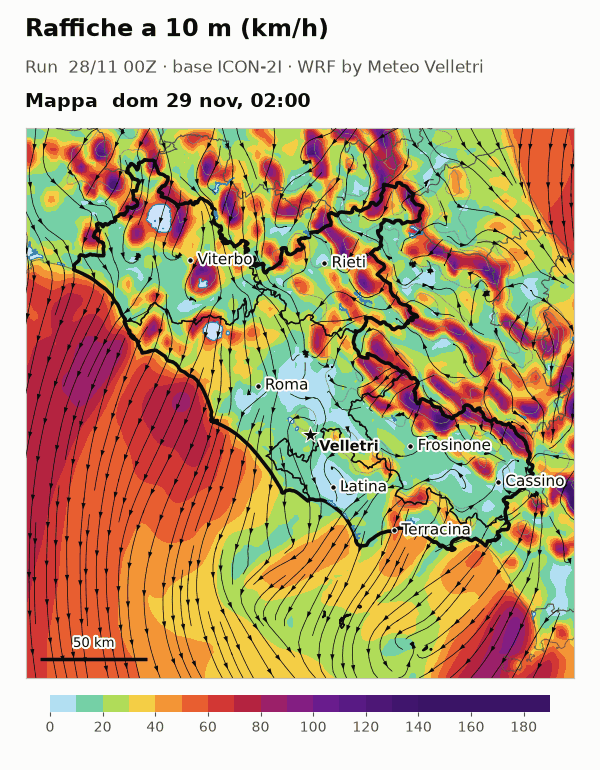 Raffiche a 10 m (km/h)
Run 28/11 00Z · base ICON-2I · WRF by Meteo Velletri
Mappa dom 29 nov, 02:00
Viterbo
Rieti
Roma
Velletri
Frosinone
Latina
Cassino
Terracina
50 km
0 20 40 60 80 100 120 140 160 180